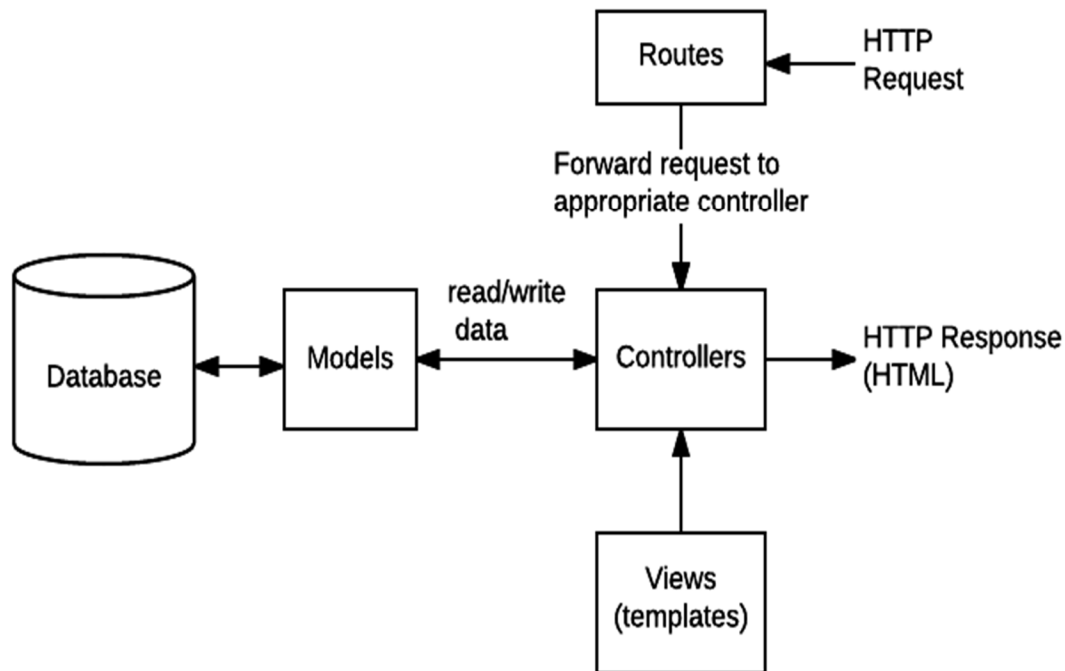 Routes
HTTP
Request
Forward request to
appropriate controller
read/write
data
Database
Models
Controllers
HTTP Response
(HTML)
Views
(templates)